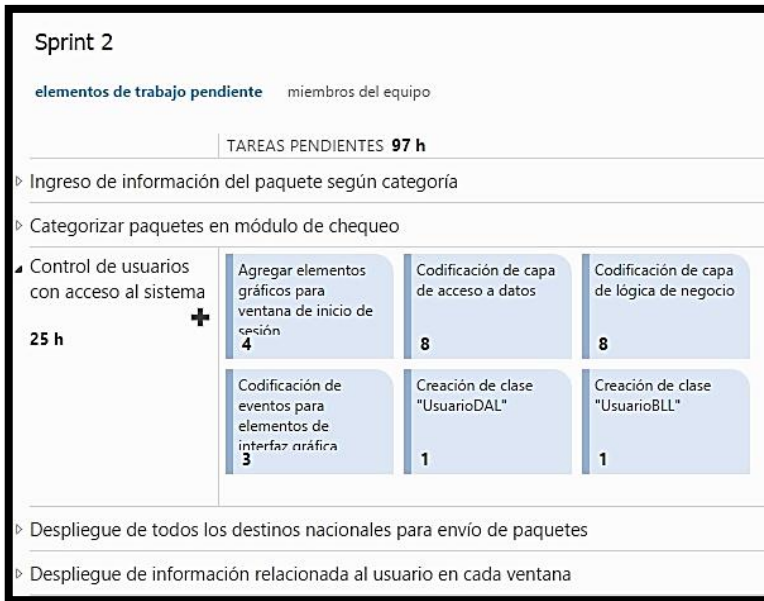 Sprint 2
elementos de trabajo pendiente miembros del equipo
TAREAS PENDIENTES 97 h
Ingreso de información del paquete según categoría
Categorizar paquetes en módulo de chequeo
Control de usuarios
con acceso al sistema
25 h
Agregar elementos
gráficos para
ventana de inicio de
sesión
4
Codificación de capa
de acceso a datos
8
Codificación de capa
de lógica de negocio
8
Codificación de
eventos para
elementos de
interfaz gráfica
3
Creación de clase
"UsuarioDAL"
1
Creación de clase
"UsuarioBLL"
1
Despliegue de todos los destinos nacionales para envío de paquetes
Despliegue de información relacionada al usuario en cada ventana